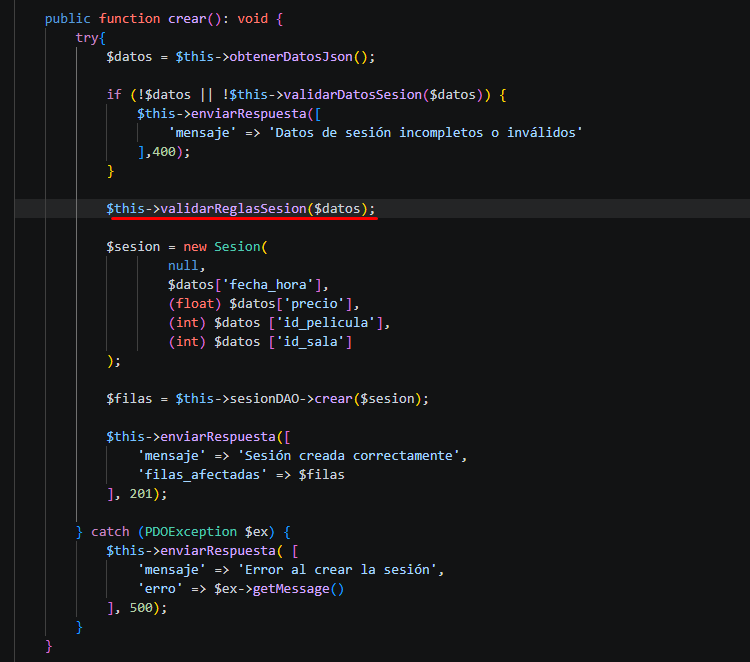 public function crear(): void {
try{
$datos = $this->obtenerDatosJson();
if (!$datos || !$this->validarDatosSesion($datos)) {
$this->enviarRespuesta([
'mensaje' => 'Datos de sesión incompletos o inválidos'
],400);
}
$this->validarReglasSesion($datos);
$sesion = new Sesion(
null,
$datos['fecha_hora'],
(float) $datos['precio'],
(int) $datos ['id_pelicula'],
(int) $datos ['id_sala']
);
$filas = $this->sesionDAO->crear($sesion);
$this->enviarRespuesta([
'mensaje' => 'Sesión creada correctamente',
'filas_afectadas' => $filas
], 201);
} catch (PDOException $ex) {
$this->enviarRespuesta( [
'mensaje' => 'Error al crear la sesión',
'erro' => $ex->getMessage()
], 500);
}
}